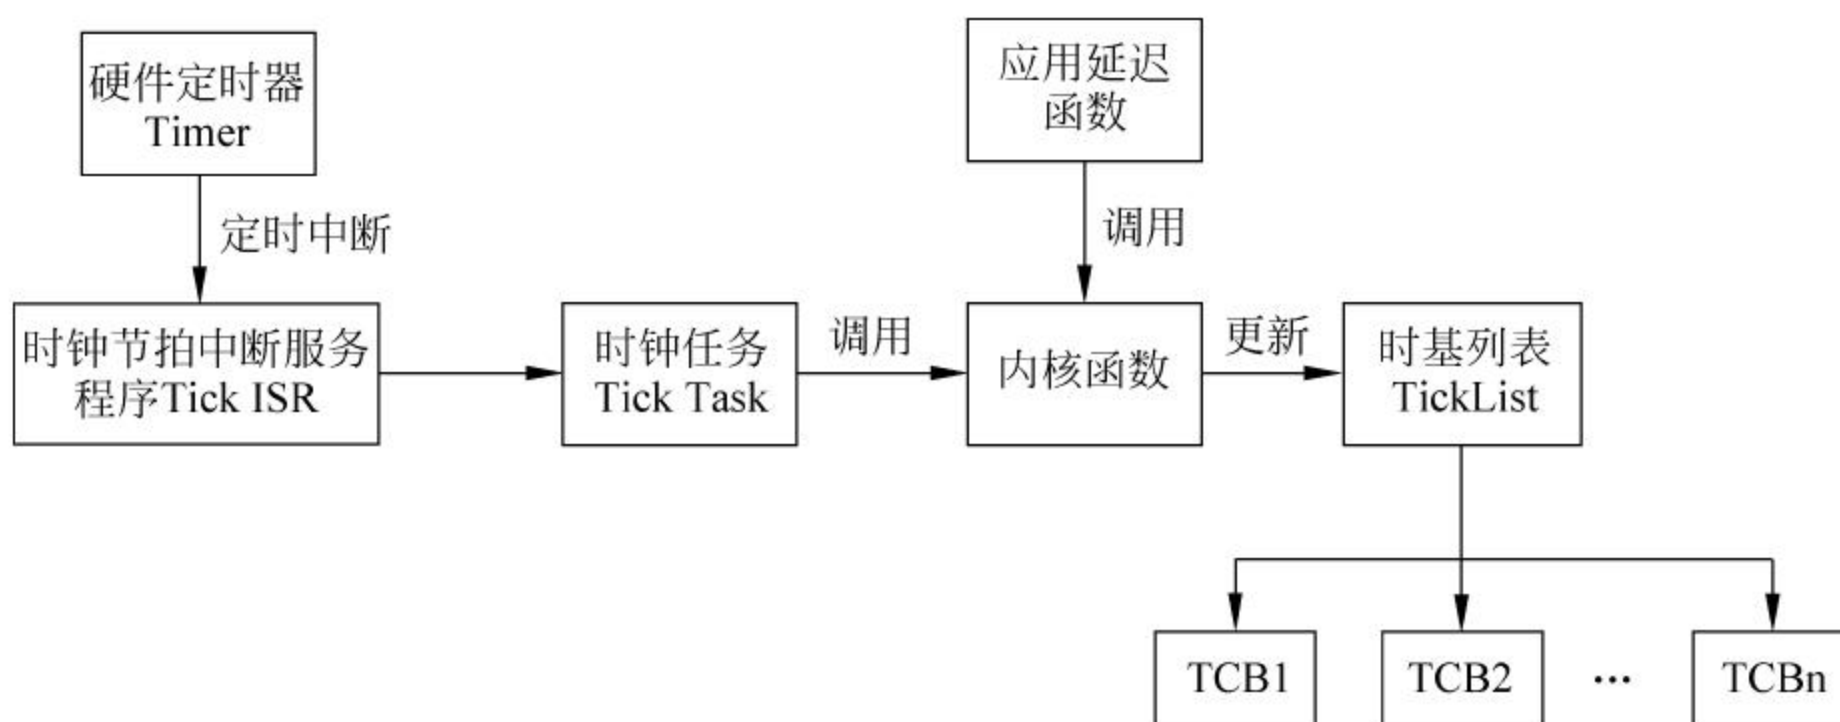 硬件定时器
Timer
应用延迟
函数
定时中断
调用
时钟节拍中断服务
程序Tick ISR
时钟任务
Tick Task
调用
内核函数
更新
时基列表
TickList
TCB1
TCB2
...
TCBn